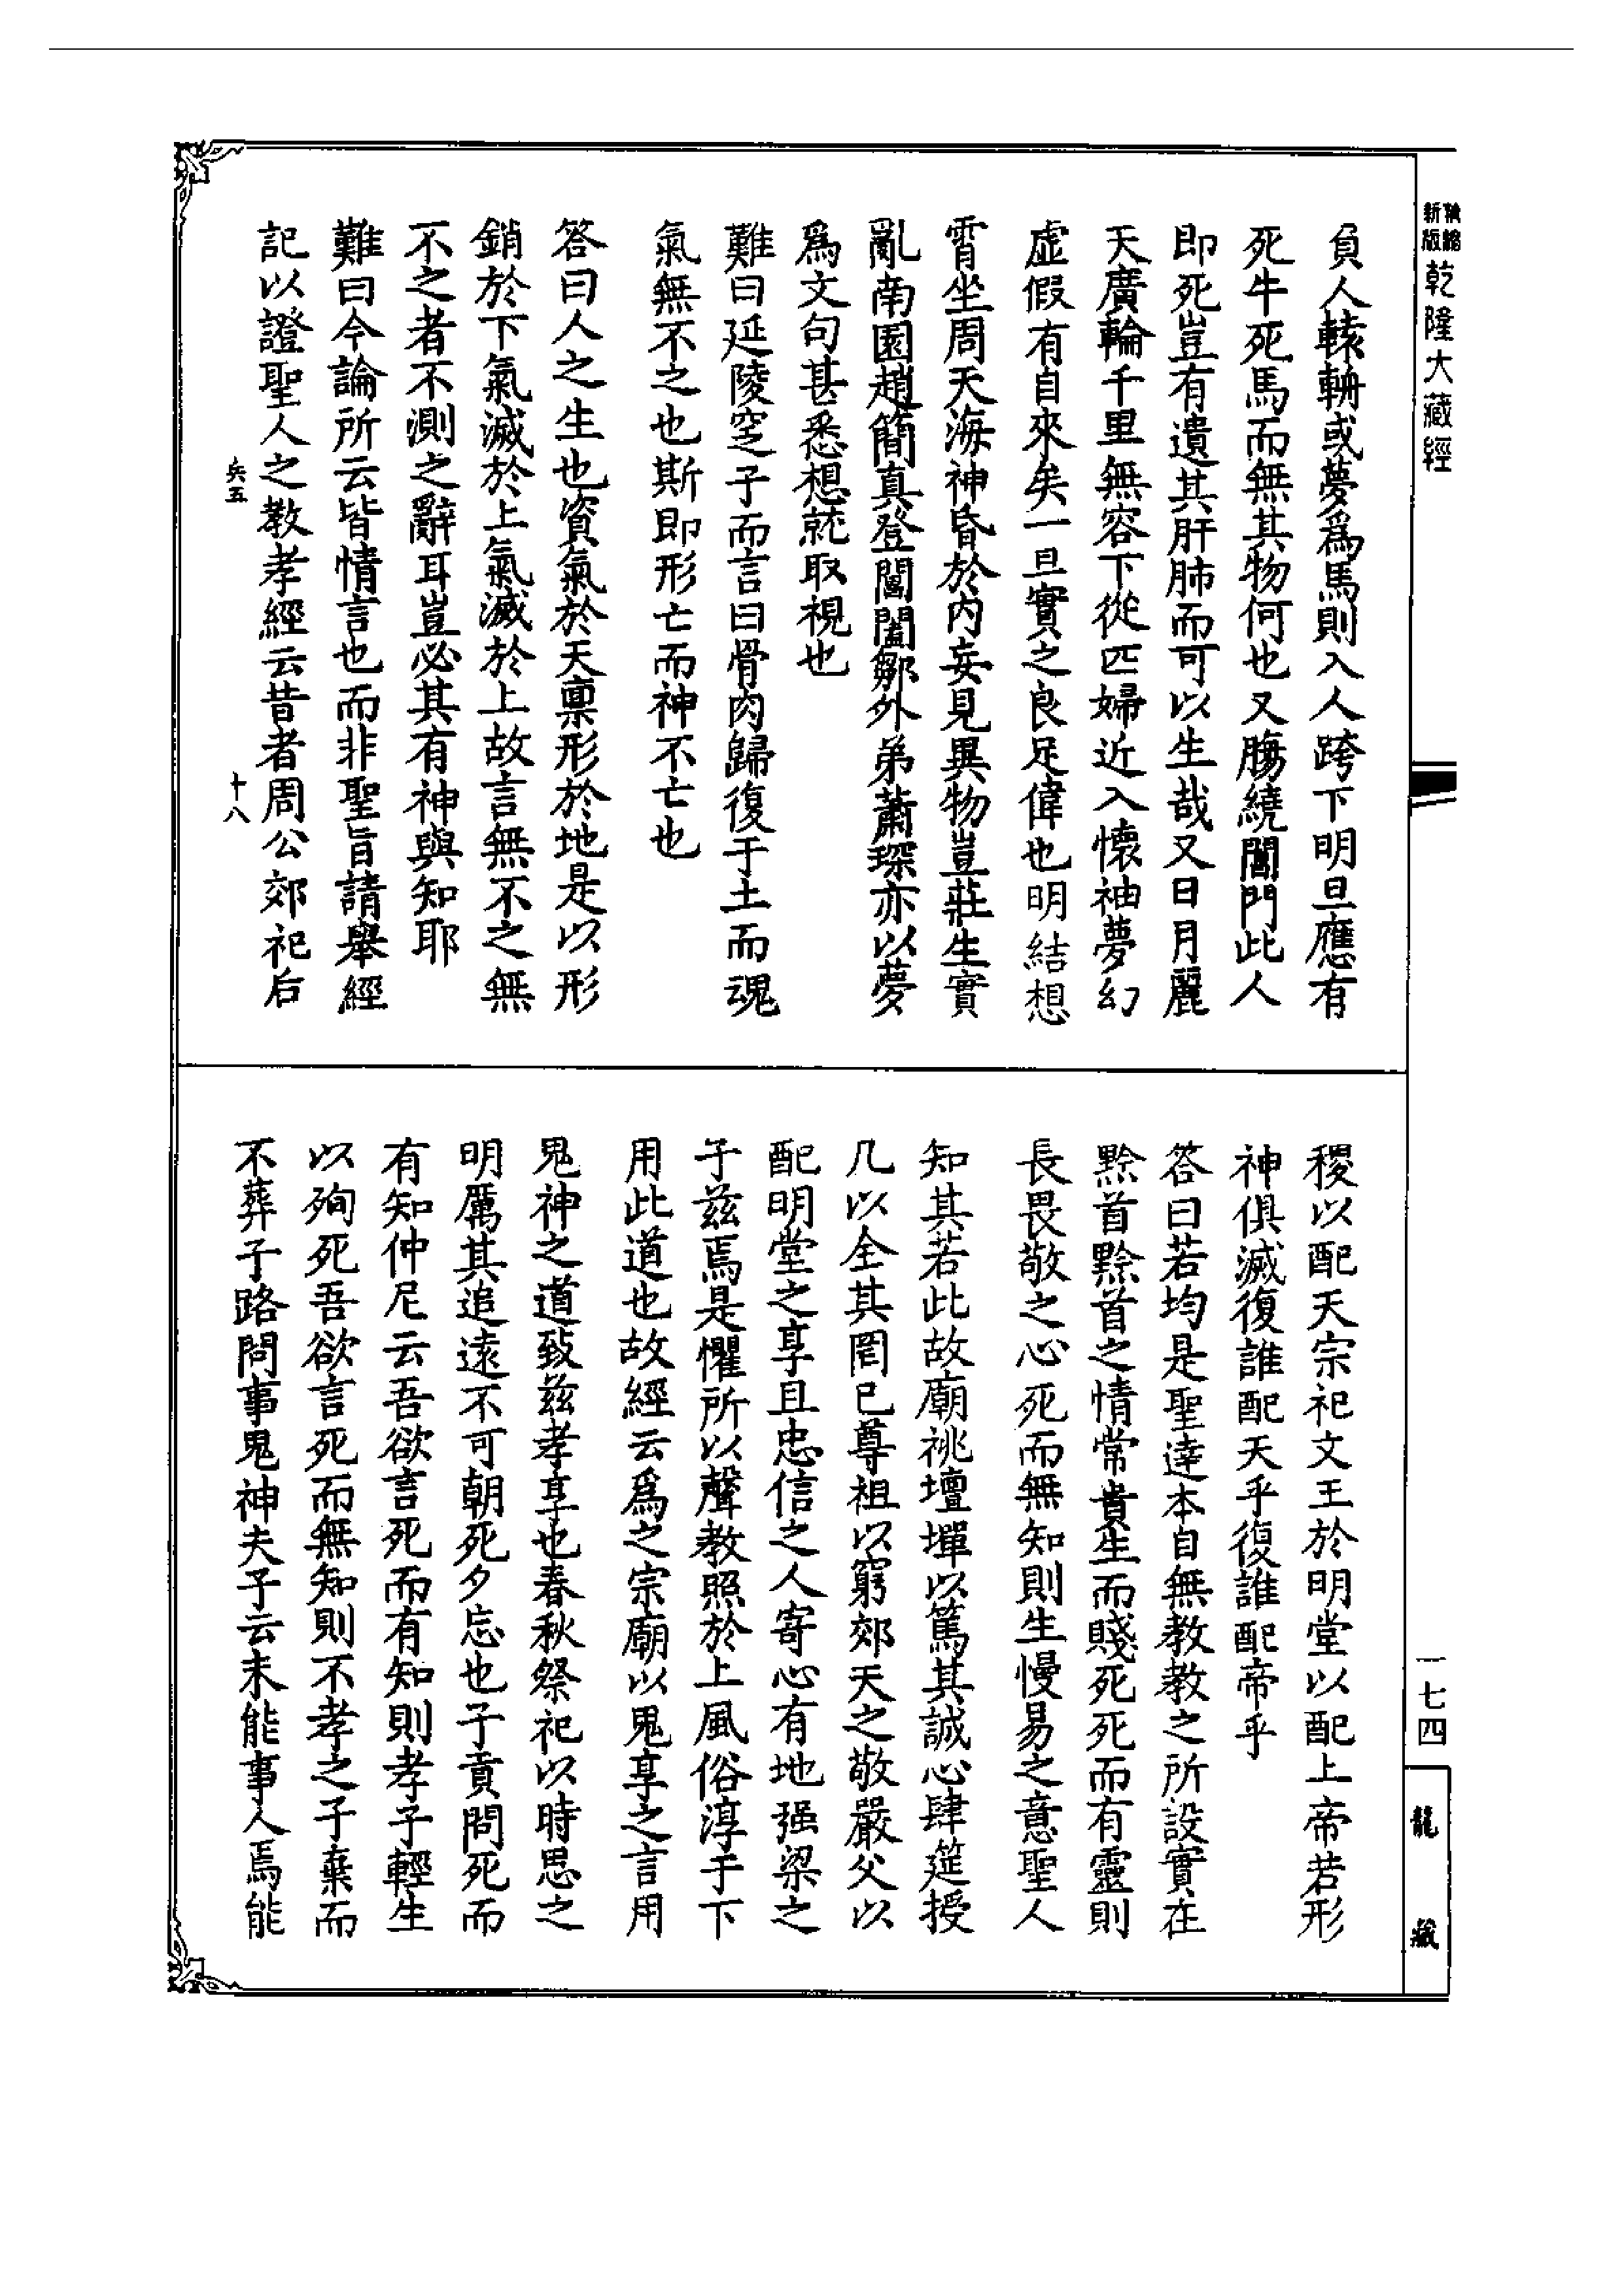 新版
精縮
乾隆大藏經
負人轅輈或夢爲馬則入人跨下明旦應有
死牛死馬而無其物何也又腸繞閶門此人
即死豈有遺其肝肺而可以生哉又日月麗
天廣輪千里無容下從匹婦近入懷袖夢幻
虛假有自來矣一旦實之良足偉也明結想
霄坐周天海神昏於内妄見異物豈莊生實
亂南園趙簡真登閶闔鄒外弟蕭琛亦以夢
爲文句甚悉想就取視也
難曰延陵窆子而言曰骨肉歸復于土而魂
氣無不之也斯即形亡而神不亡也
答曰人之生也資氣於天禀形於地是以形
銷於下氣滅於上氣滅於上故言無不之無
不之者不測之辭耳豈必其有神與知耶
難曰今論所云皆情言也而非聖旨請舉經
記以證聖人之教孝經云昔者周公郊祀后
兵五
十八
稷以配天宗祀文王於明堂以配上帝若形
神俱滅復誰配天乎復誰配帝乎
答曰若均是聖達本自無教教之所設實在
黔首黔首之情常貴生而賤死死而有靈則
長畏敬之心死而無知則生慢易之意聖人
知其若此故廟祧壇墠以篤其誠心肆筵授
几以全其罔已尊祖以窮郊天之敬嚴父以
配明堂之享且忠信之人寄心有地强梁之
子兹焉是懼所以聲教照於上風俗淳于下
用此道也故經云爲之宗廟以鬼享之言用
鬼神之道致兹孝享也春秋祭祀以時思之
明厲其追遠不可朝死夕忘也子貢問死而
有知仲尼云吾欲言死而有知則孝子輕生
以殉死吾欲言死而無知則不孝之子棄而
不葬子路問事鬼神夫子云未能事人焉能
一七四
龍藏